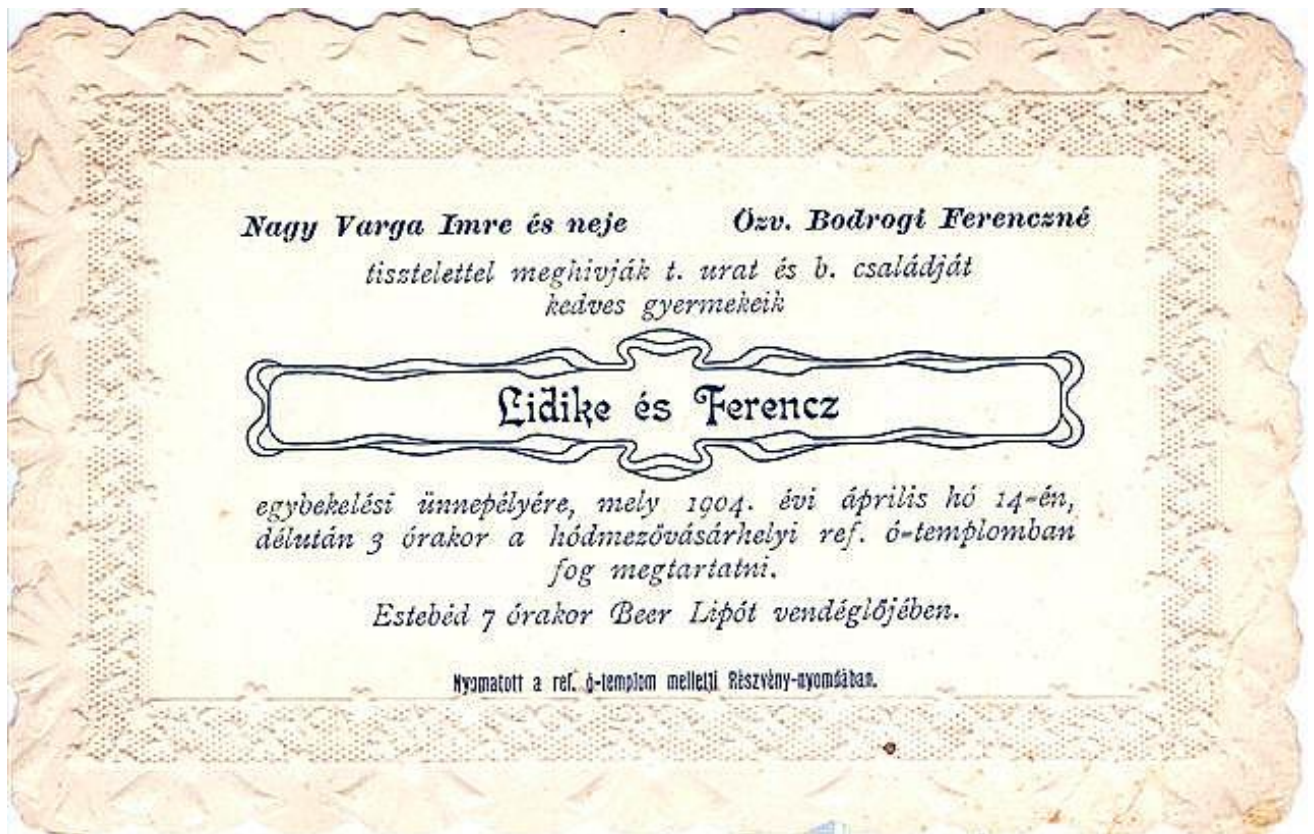 Nagy Varga Imre és neje Özv. Bodrogi Ferenczné
tisztelettel meghivják t. urat és b. családját
kedves gyermekeik
Lidike és Ferencz
egybekelési ünnepélyére, mely 1904. évi április hó 14-én,
délután 3 órakor a hódmezővásárhelyi ref. ó-templomban
fog megtartatni.
Estebéd 7 órakor Beer Lipót vendéglőjében.
Nyomatott a ref. ó-templom melletti Részvény-nyomdában.